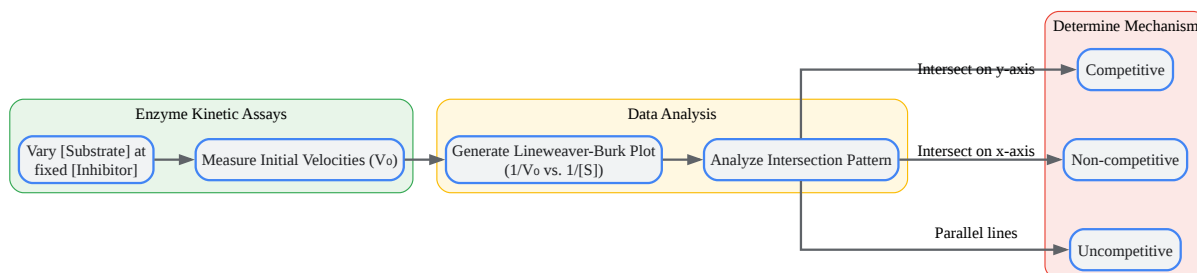 Enzyme Kinetic Assays
Vary [Substrate] at
fixed [Inhibitor]
Measure Initial Velocities (V₀)
Data Analysis
Generate Lineweaver-Burk Plot
(1/V₀ vs. 1/[S])
Analyze Intersection Pattern
Intersect on y-axis
Intersect on x-axis
Parallel lines
Determine Mechanism
Competitive
Non-competitive
Uncompetitive